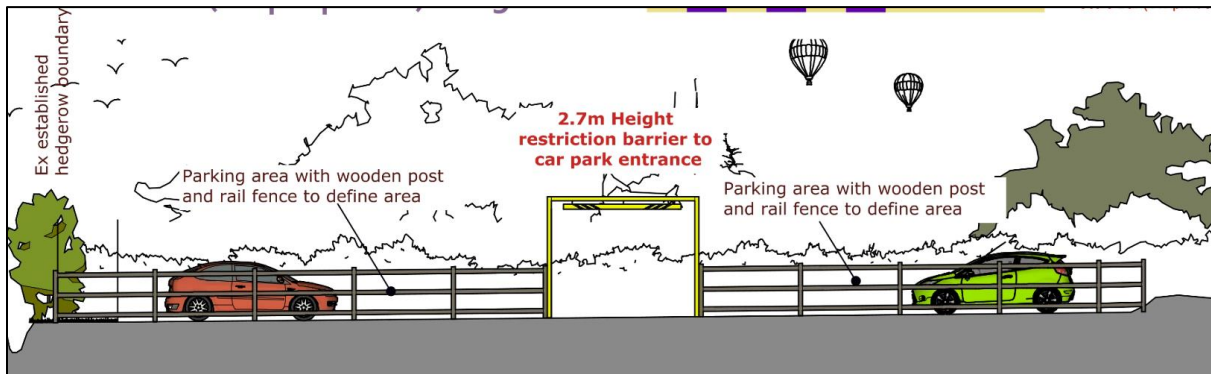 Ex established
hedgerow boundary
Parking area with wooden post
and rail fence to define area
2.7m Height
restriction barrier to
car park entrance
Parking area with wooden post
and rail fence to define area